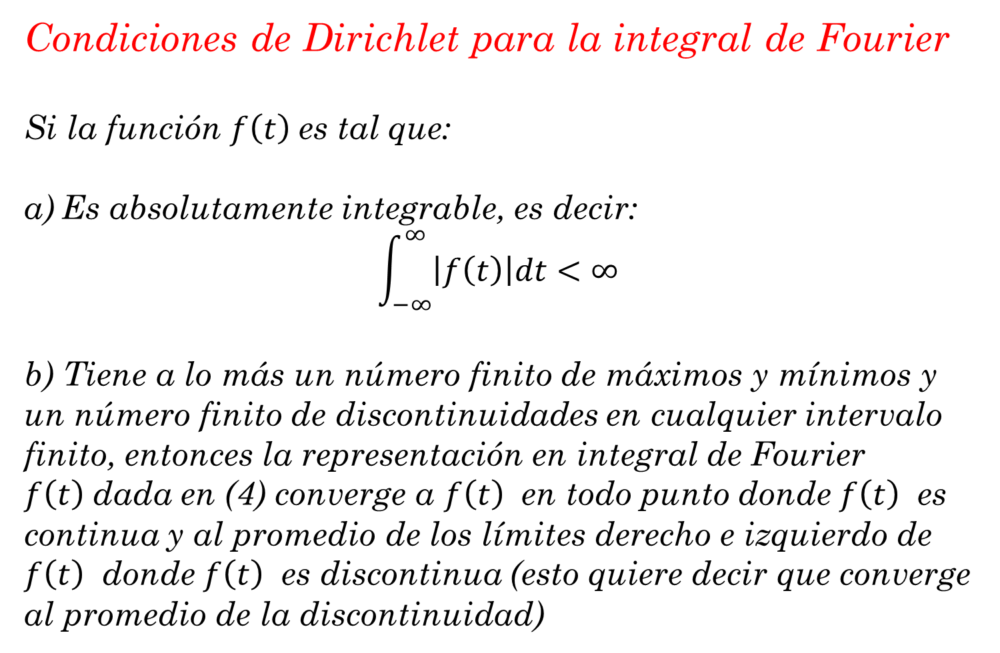 Condiciones de Dirichlet para la integral de Fourier
Si la función f(t) es tal que:
a) Es absolutamente integrable, es decir:
∫_{−∞}^{∞} |f(t)|dt < ∞
b) Tiene a lo más un número finito de máximos y mínimos y
un número finito de discontinuidades en cualquier intervalo
finito, entonces la representación en integral de Fourier
f(t) dada en (4) converge a f(t) en todo punto donde f(t) es
continua y al promedio de los límites derecho e izquierdo de
f(t) donde f(t) es discontinua (esto quiere decir que converge
al promedio de la discontinuidad)